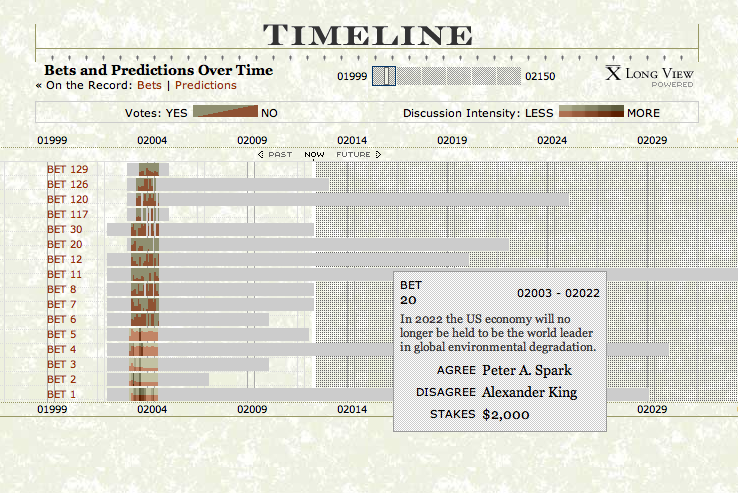 TIMELINE
Bets and Predictions Over Time
« On the Record: Bets | Predictions
01999
02150
X LONG VIEW
POWERED
Votes: YES NO
Discussion Intensity: LESS MORE
01999 02004 02009 02014 02019 02024 02029
PAST NOW FUTURE
BET 129
BET 126
BET 120
BET 117
BET 30
BET 20
BET 12
BET 11
BET 8
BET 7
BET 6
BET 5
BET 4
BET 3
BET 2
BET 1
BET
20
02003 - 02022
In 2022 the US economy will no
longer be held to be the world leader
in global environmental degradation.
AGREE Peter A. Spark
DISAGREE Alexander King
STAKES $2,000
01999 02004 02009 02014 02029